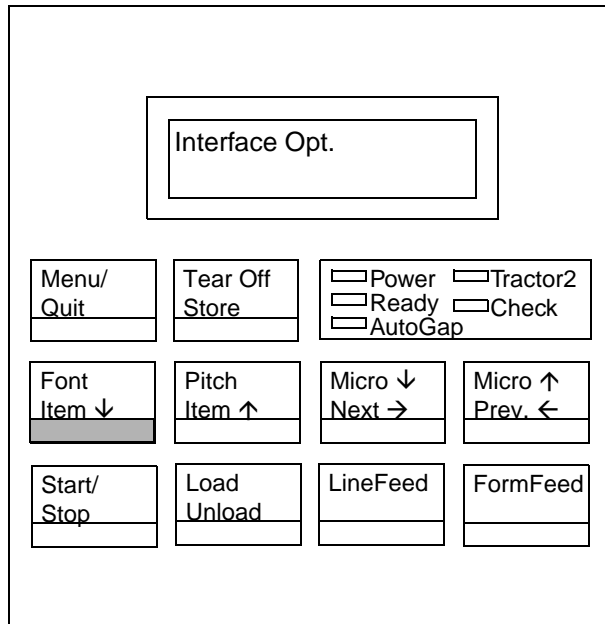 Interface Opt.
Menu/
Quit
Tear Off
Store
Power Tractor2
Ready Check
AutoGap
Font
Item ↓
Pitch
Item ↑
Micro ↓
Next →
Micro ↑
Prev. ←
Start/
Stop
Load
Unload
LineFeed
FormFeed